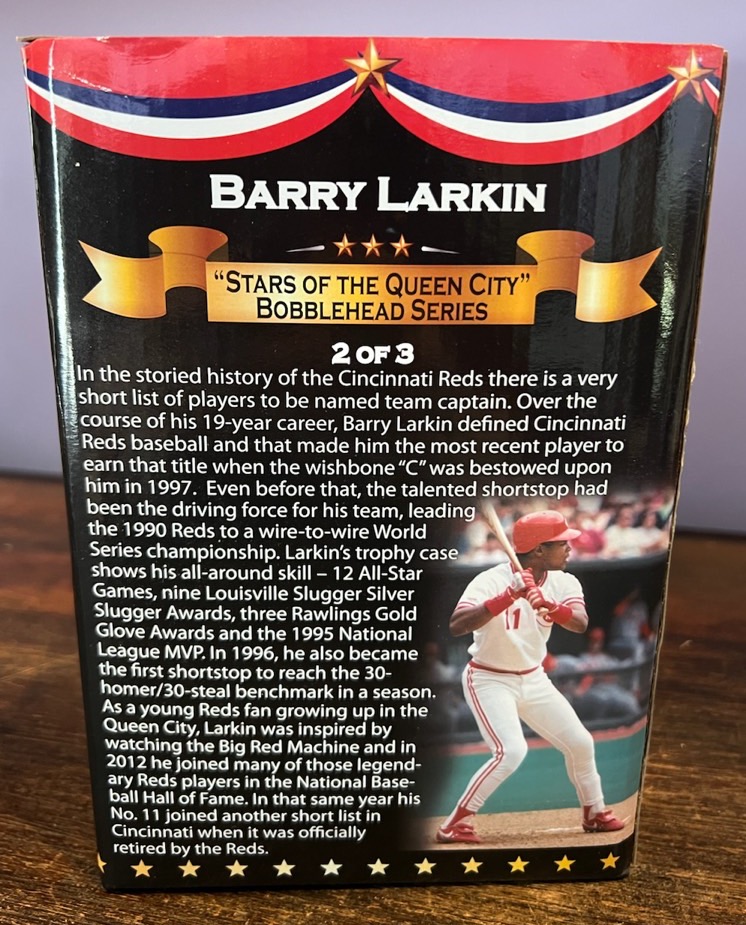 BARRY LARKIN
"STARS OF THE QUEEN CITY"
BOBBLEHEAD SERIES
2 OF 3
In the storied history of the Cincinnati Reds there is a very
short list of players to be named team captain. Over the
course of his 19-year career, Barry Larkin defined Cincinnati
Reds baseball and that made him the most recent player to
earn that title when the wishbone "C" was bestowed upon
him in 1997. Even before that, the talented shortstop had
been the driving force for his team, leading
the 1990 Reds to a wire-to-wire World
Series championship. Larkin's trophy case
shows his all-around skill – 12 All-Star
Games, nine Louisville Slugger Silver
Slugger Awards, three Rawlings Gold
Glove Awards and the 1995 National
League MVP. In 1996, he also became
the first shortstop to reach the 30-
homer/30-steal benchmark in a season.
As a young Reds fan growing up in the
Queen City, Larkin was inspired by
watching the Big Red Machine and in
2012 he joined many of those legend-
ary Reds players in the National Base-
ball Hall of Fame. In that same year his
No. 11 joined another short list in
Cincinnati when it was officially
retired by the Reds.
11